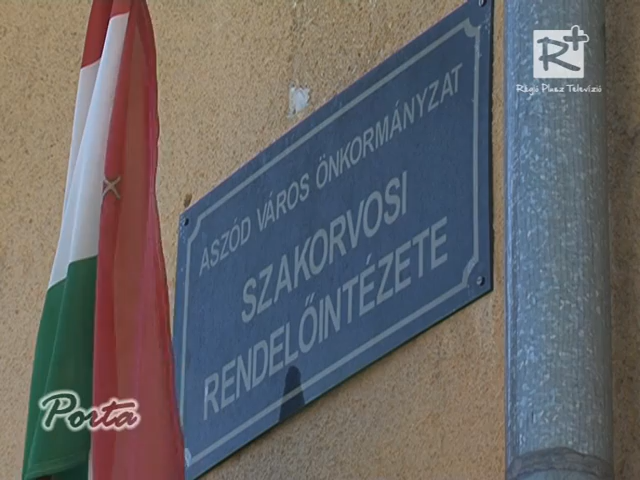 R+
Régió Plusz Televízió
ASZÓD VÁROS ÖNKORMÁNYZAT
SZAKORVOSI
RENDELŐINTÉZETE
Porta